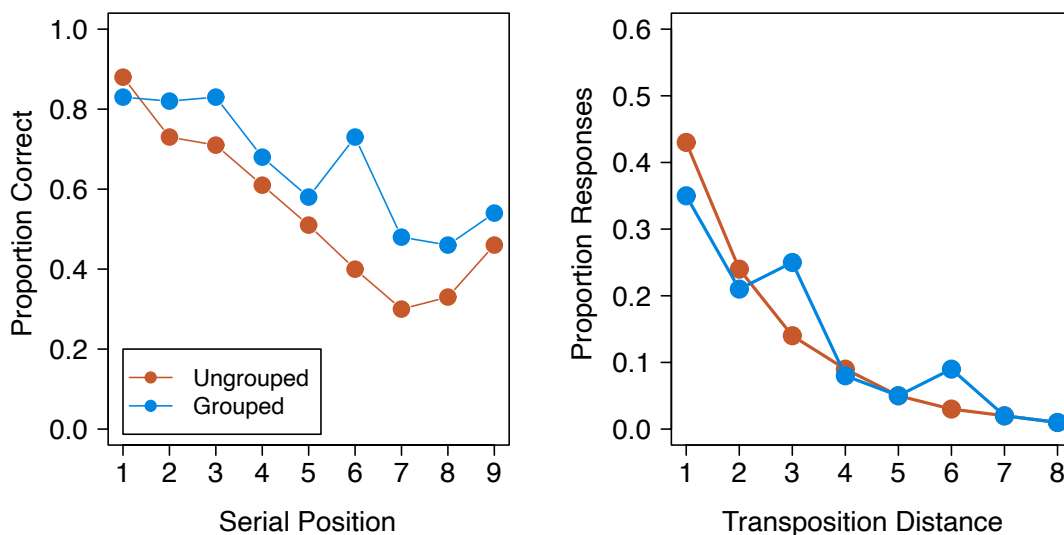 Proportion Correct
1.0
0.8
0.6
0.4
0.2
0.0
Ungrouped
Grouped
1 2 3 4 5 6 7 8 9
Serial Position
Proportion Responses
0.6
0.5
0.4
0.3
0.2
0.1
0.0
1 2 3 4 5 6 7 8
Transposition Distance